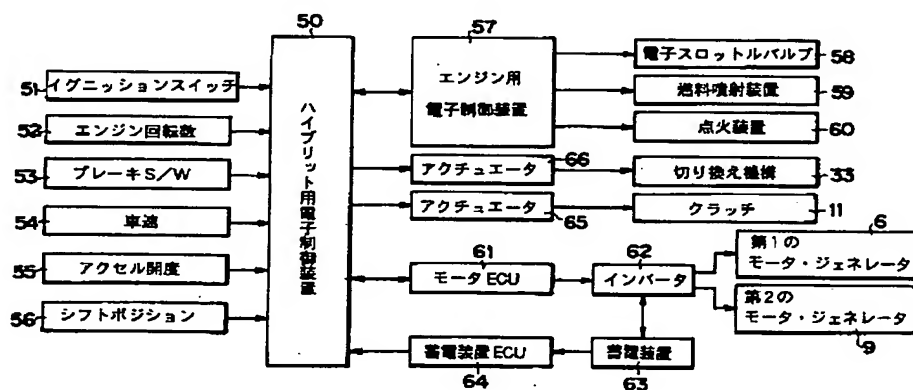 50
ハイブリット用電子制御装置
51
イグニッションスイッチ
52
エンジン回転数
53
ブレーキS/W
54
車速
55
アクセル開度
56
シフトポジション
57
エンジン用
電子制御装置
電子スロットルバルブ
58
燃料噴射装置
59
点火装置
60
アクチュエータ
66
切り換え機構
33
アクチュエータ
65
クラッチ
11
61
モータECU
62
インバータ
6
第1の
モータ・ジェネレータ
第2の
モータ・ジェネレータ
9
蓄電装置ECU
64
蓄電装置
63